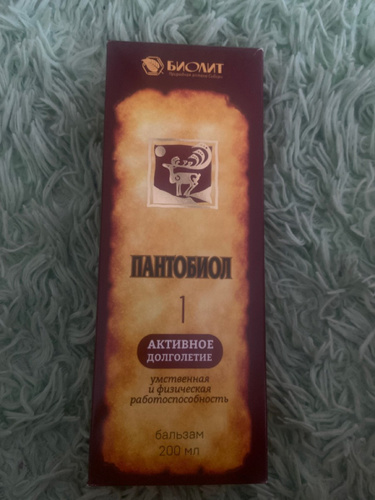 БИОЛИТ
ПАНТОБИОЛ
1
АКТИВНОЕ
ДОЛГОЛЕТИЕ
умственная
и физическая
работоспособность
бальзам
200 мл